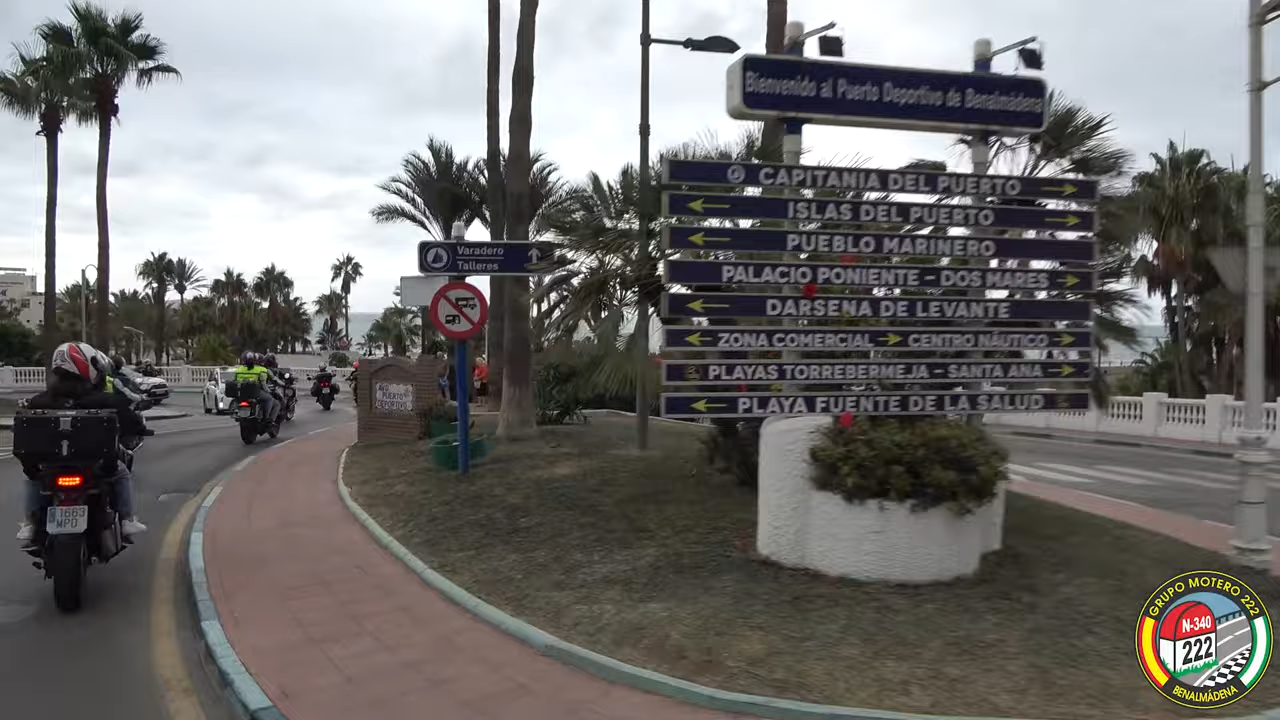 Bienvenido al Puerto Deportivo de Benalmádena
CAPITANIA DEL PUERTO
ISLAS DEL PUERTO
PUEBLO MARINERO
PALACIO PONIENTE - DOS MARES
DARSENA DE LEVANTE
ZONA COMERCIAL CENTRO NÁUTICO
PLAYAS TORREBERMEJA - SANTA ANA
PLAYA FUENTE DE LA SALUD
Varadero
Talleres
AVD.
PUERTO
DEPORTIVO
1663
MPD
GRUPO MOTERO 222
N-340
222
BENALMÁDENA